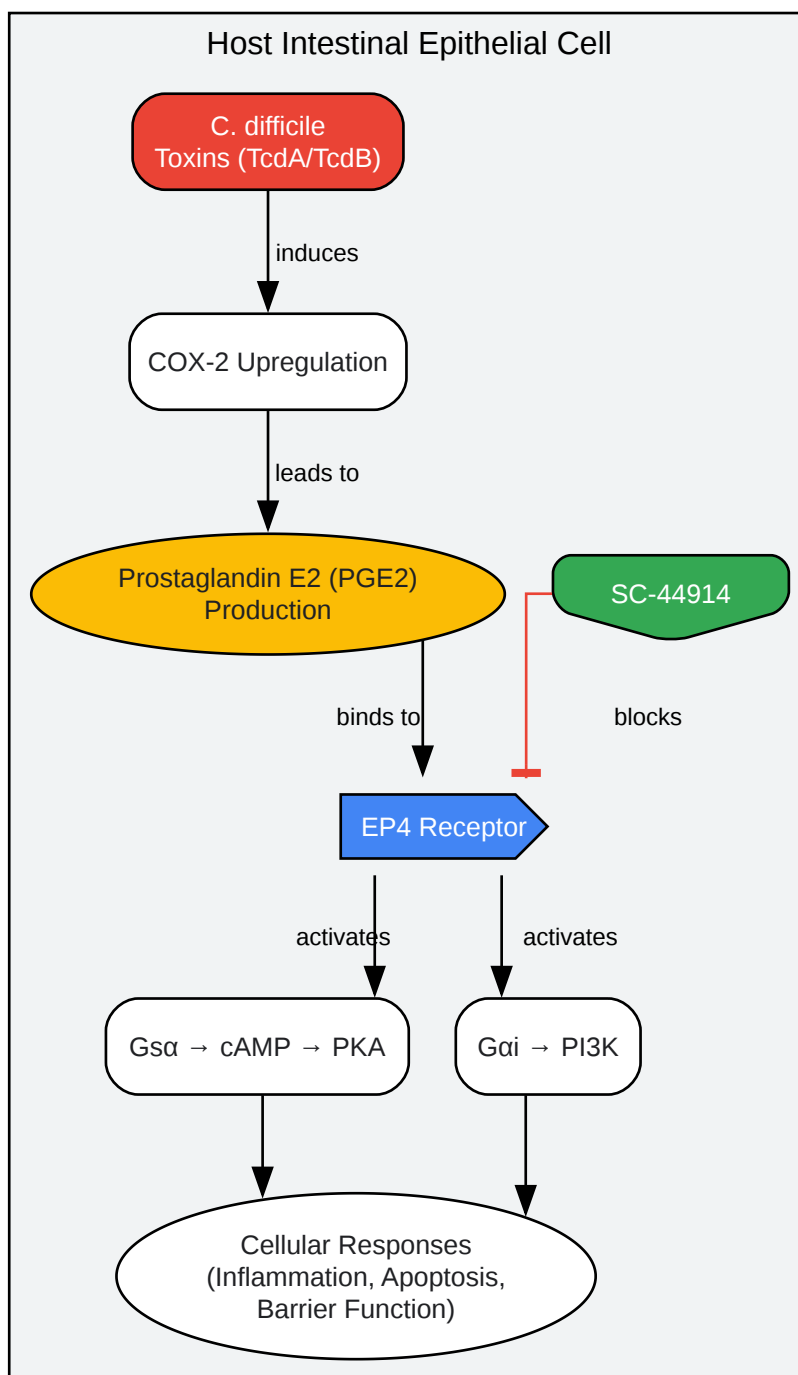 Host Intestinal Epithelial Cell
C. difficile
Toxins (TcdA/TcdB)
induces
COX-2 Upregulation
leads to
Prostaglandin E2 (PGE2)
Production
SC-44914
binds to
blocks
EP4 Receptor
activates
activates
Gsα → cAMP → PKA
Gαi → PI3K
Cellular Responses
(Inflammation, Apoptosis,
Barrier Function)